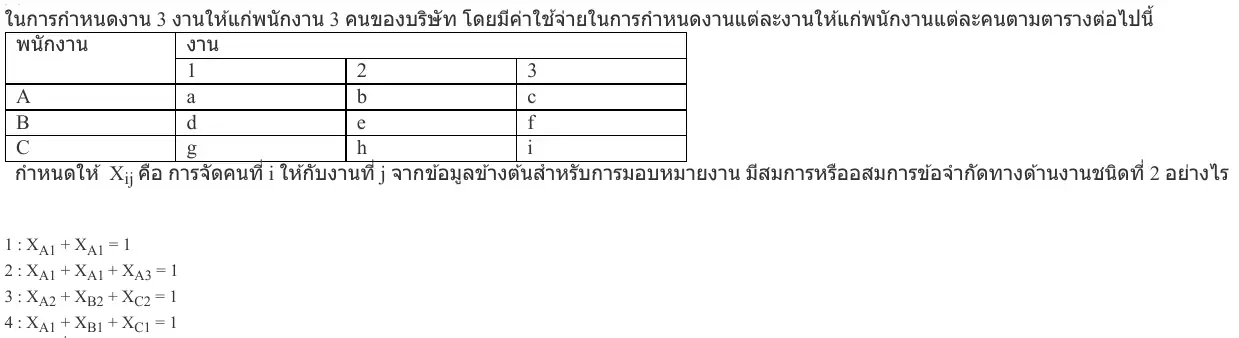 ในการกำหนดงาน 3 งานให้แก่พนักงาน 3 คนของบริษัท โดยมีค่าใช้จ่ายในการกำหนดงานแต่ละงานให้แก่พนักงานแต่ละคนตามตารางต่อไปนี้
พนักงาน งาน
1 2 3
A a b c
B d e f
C g h i
กำหนดให้ Xij คือ การจัดคนที่ i ให้กับงานที่ j จากข้อมูลข้างต้นสำหรับการมอบหมายงาน มีสมการหรืออสมการข้อจำกัดทางด้านงานชนิดที่ 2 อย่างไร
1 : XA1 + XA1 = 1
2 : XA1 + XA1 + XA3 = 1
3 : XA2 + XB2 + XC2 = 1
4 : XA1 + XB1 + XC1 = 1